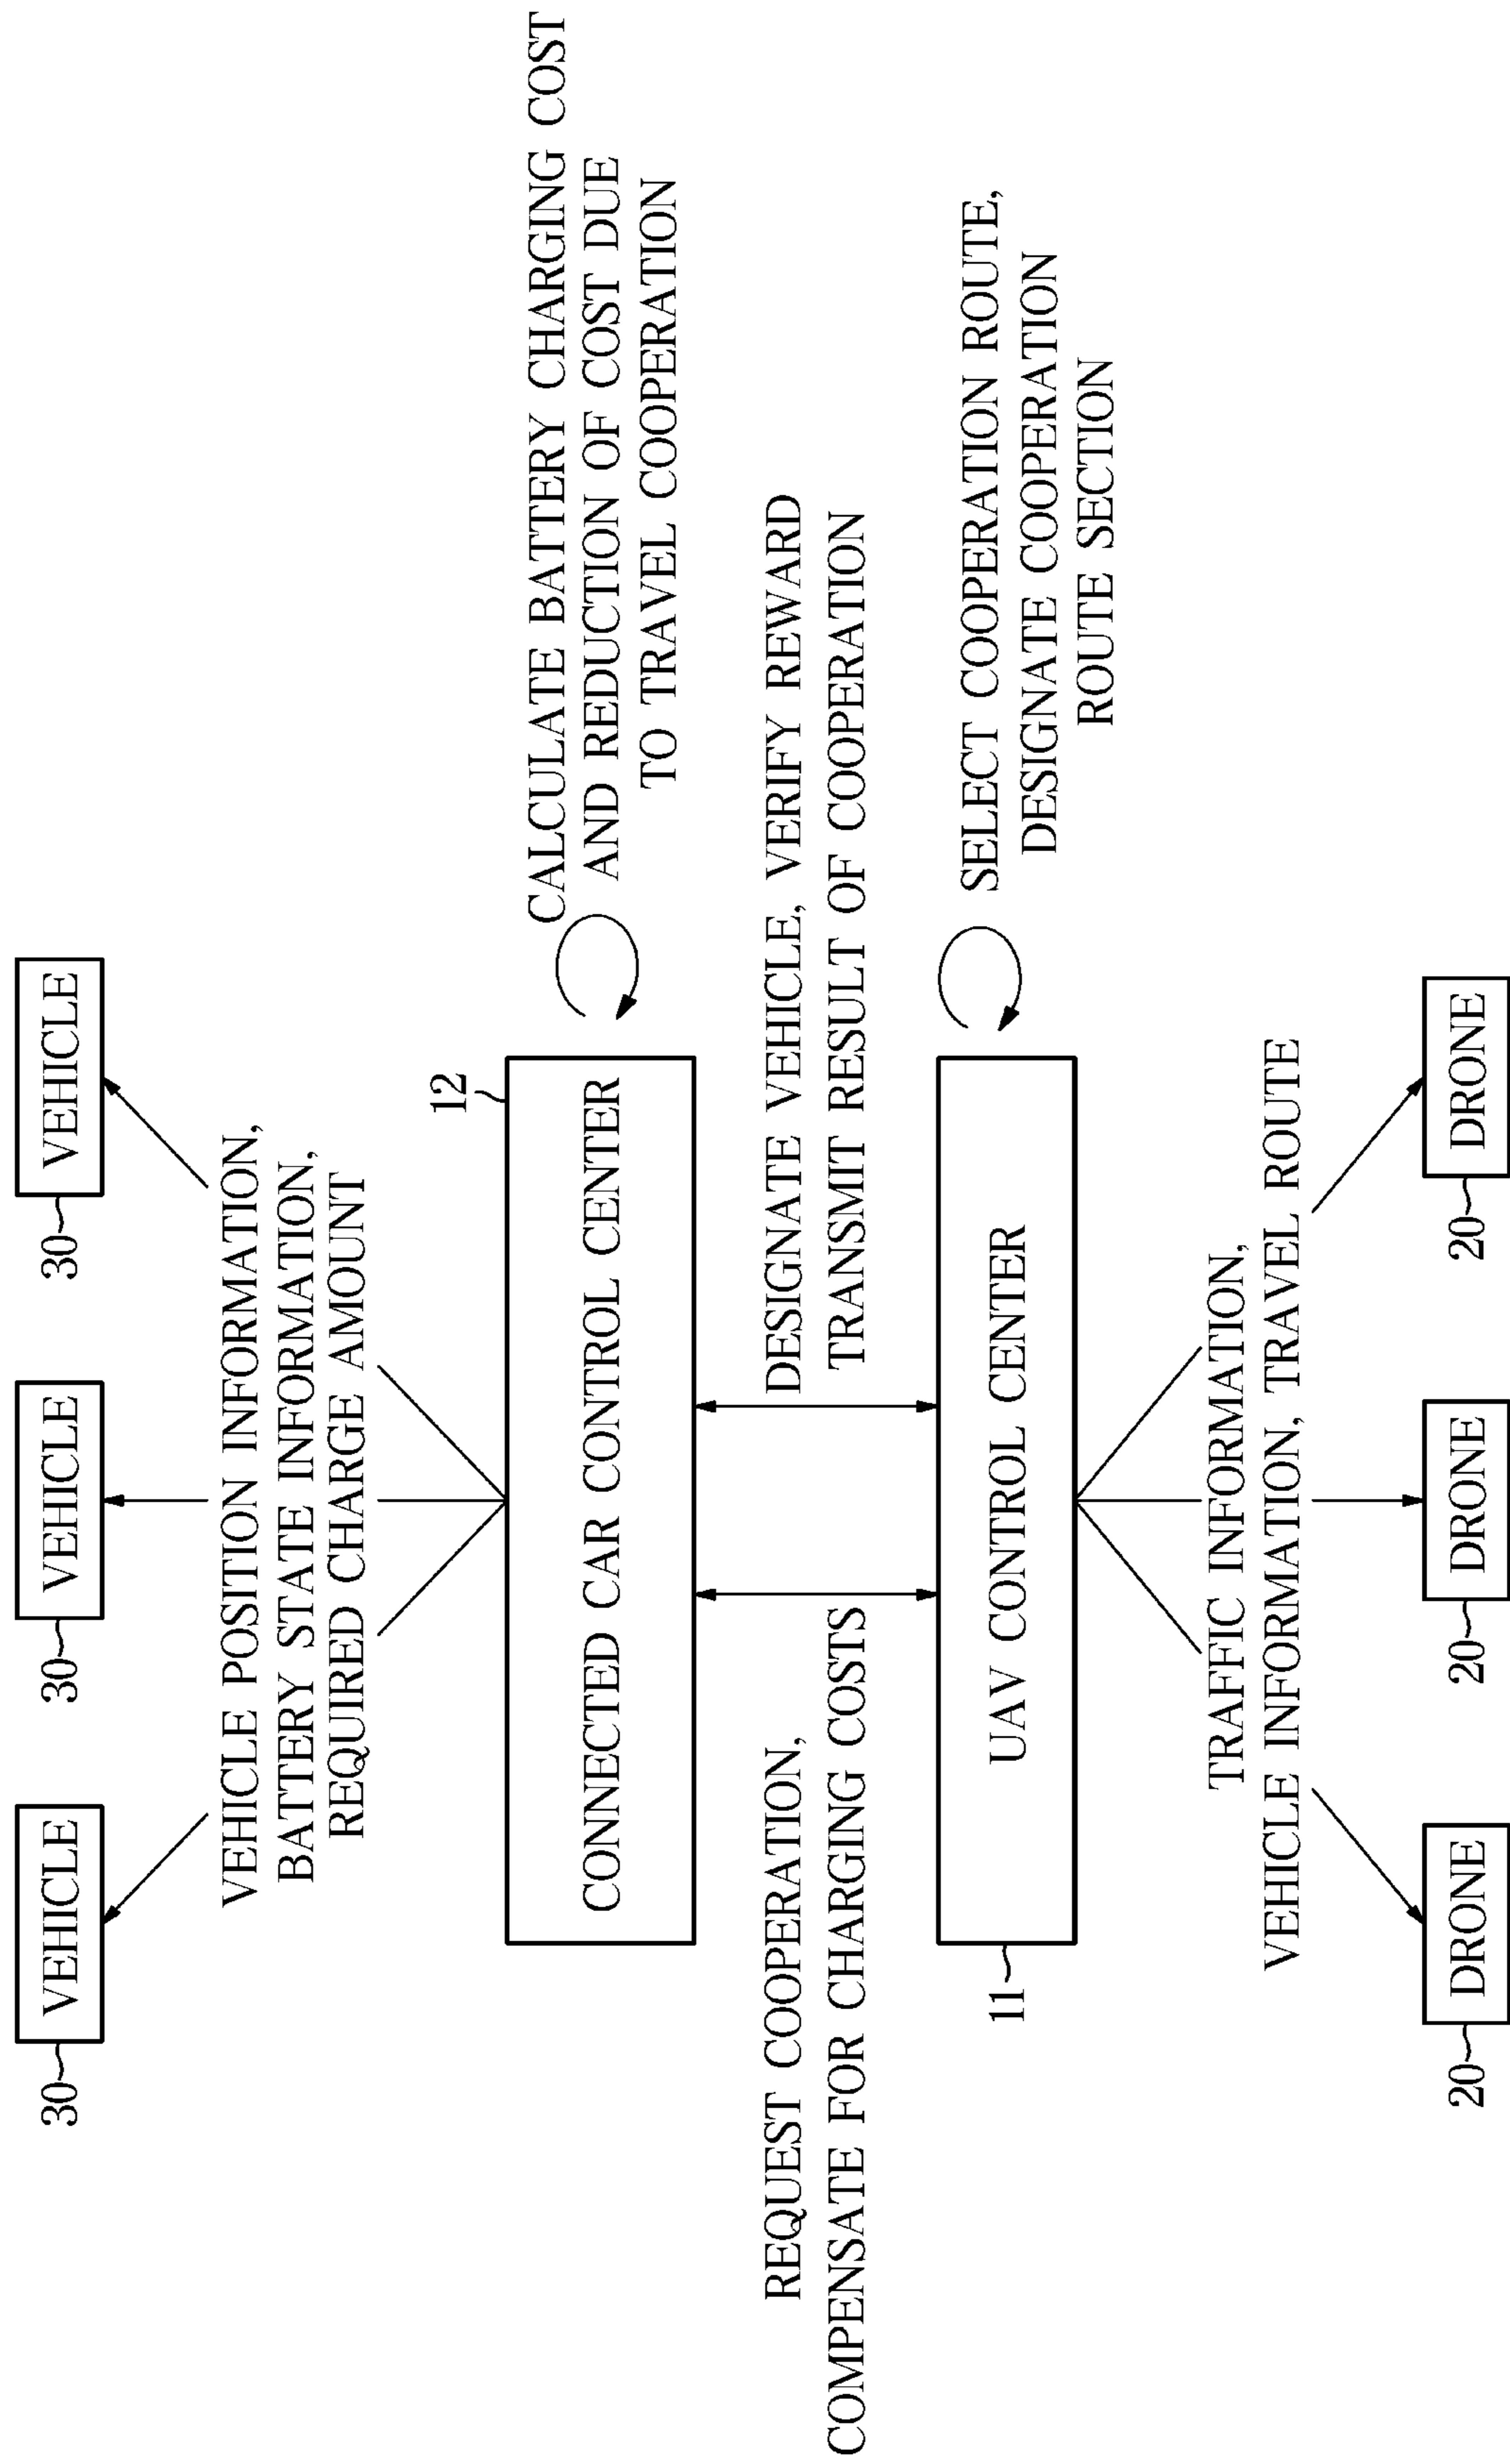 VEHICLE
VEHICLE
VEHICLE
30
30
30
VEHICLE POSITION INFORMATION,
BATTERY STATE INFORMATION,
REQUIRED CHARGE AMOUNT
12
CONNECTED CAR CONTROL CENTER
CALCULATE BATTERY CHARGING COST
AND REDUCTION OF COST DUE
TO TRAVEL COOPERATION
REQUEST COOPERATION,
COMPENSATE FOR CHARGING COSTS
DESIGNATE VEHICLE, VERIFY REWARD
TRANSMIT RESULT OF COOPERATION
11
UAV CONTROL CENTER
SELECT COOPERATION ROUTE,
DESIGNATE COOPERATION
ROUTE SECTION
TRAFFIC INFORMATION,
VEHICLE INFORMATION, TRAVEL ROUTE
20
20
20
DRONE
DRONE
DRONE